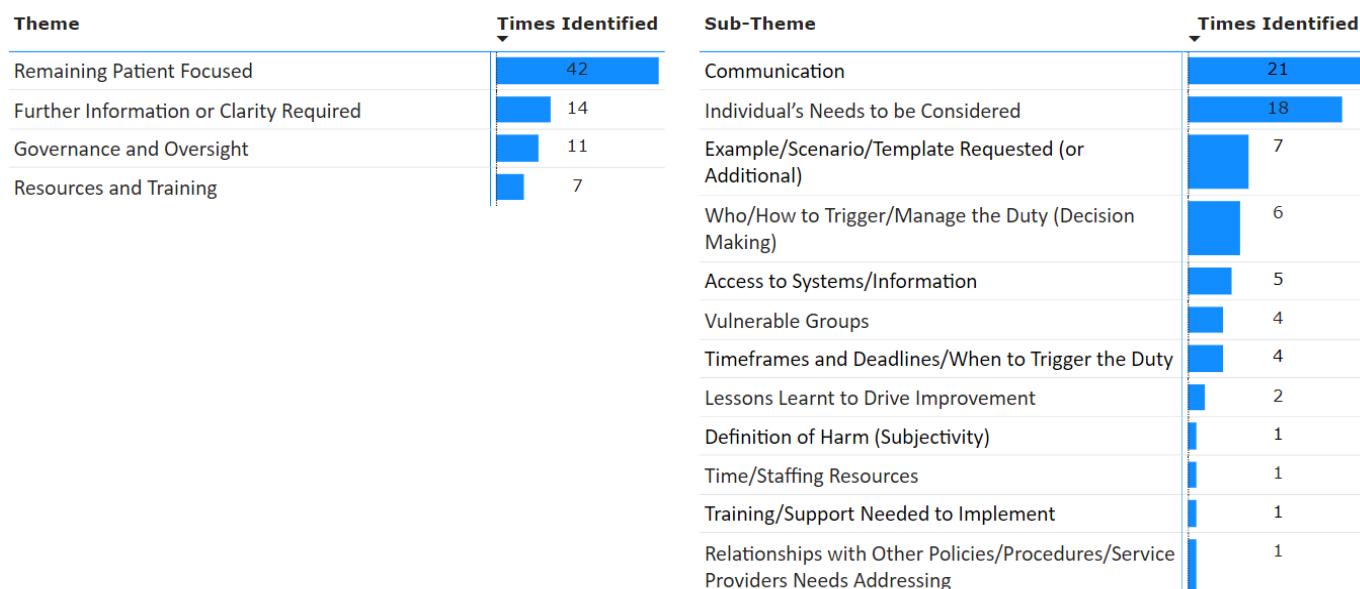 Theme Times Identified
Remaining Patient Focused 42
Further Information or Clarity Required 14
Governance and Oversight 11
Resources and Training 7
Sub-Theme Times Identified
Communication 21
Individual’s Needs to be Considered 18
Example/Scenario/Template Requested (or 7
Additional)
Who/How to Trigger/Manage the Duty (Decision 6
Making)
Access to Systems/Information 5
Vulnerable Groups 4
Timeframes and Deadlines/When to Trigger the Duty 4
Lessons Learnt to Drive Improvement 2
Definition of Harm (Subjectivity) 1
Time/Staffing Resources 1
Training/Support Needed to Implement 1
Relationships with Other Policies/Procedures/Service 1
Providers Needs Addressing